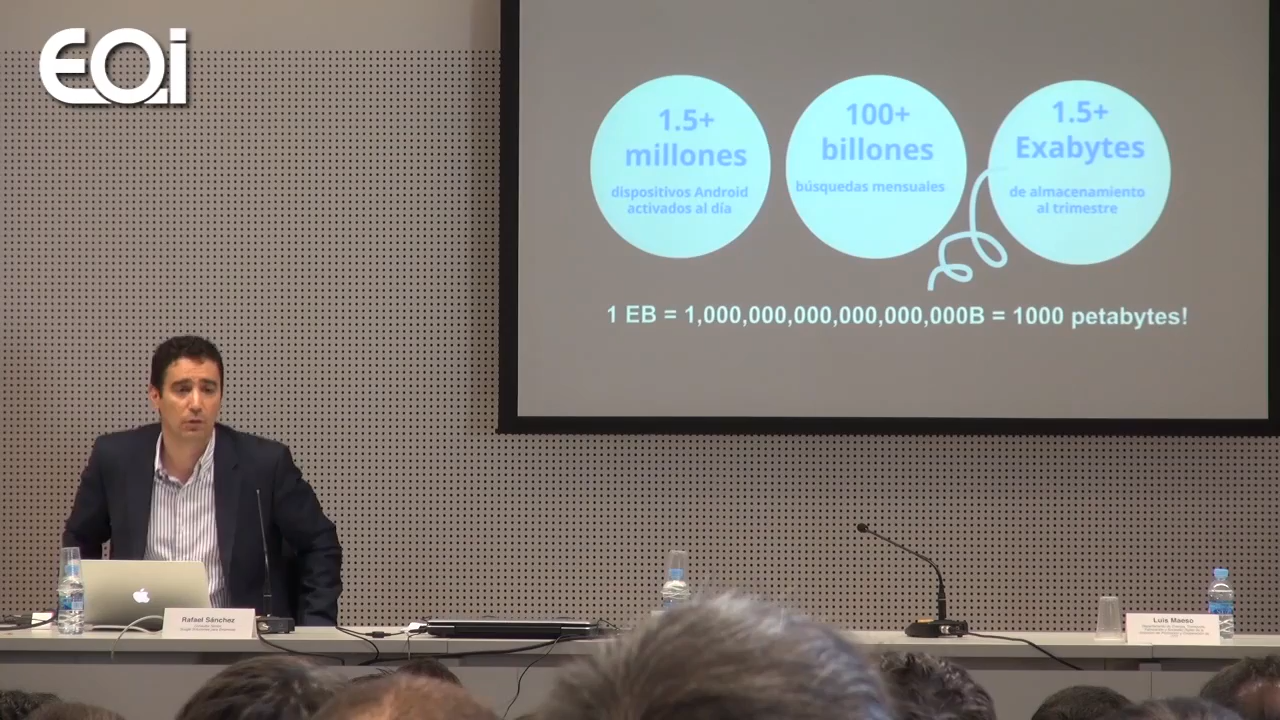 EOI
1.5+
millones
dispositivos Android
activados al día
100+
billones
búsquedas mensuales
1.5+
Exabytes
de almacenamiento
al trimestre
1 EB = 1,000,000,000,000,000,000B = 1000 petabytes!
Rafael Sánchez
Luis Maeso